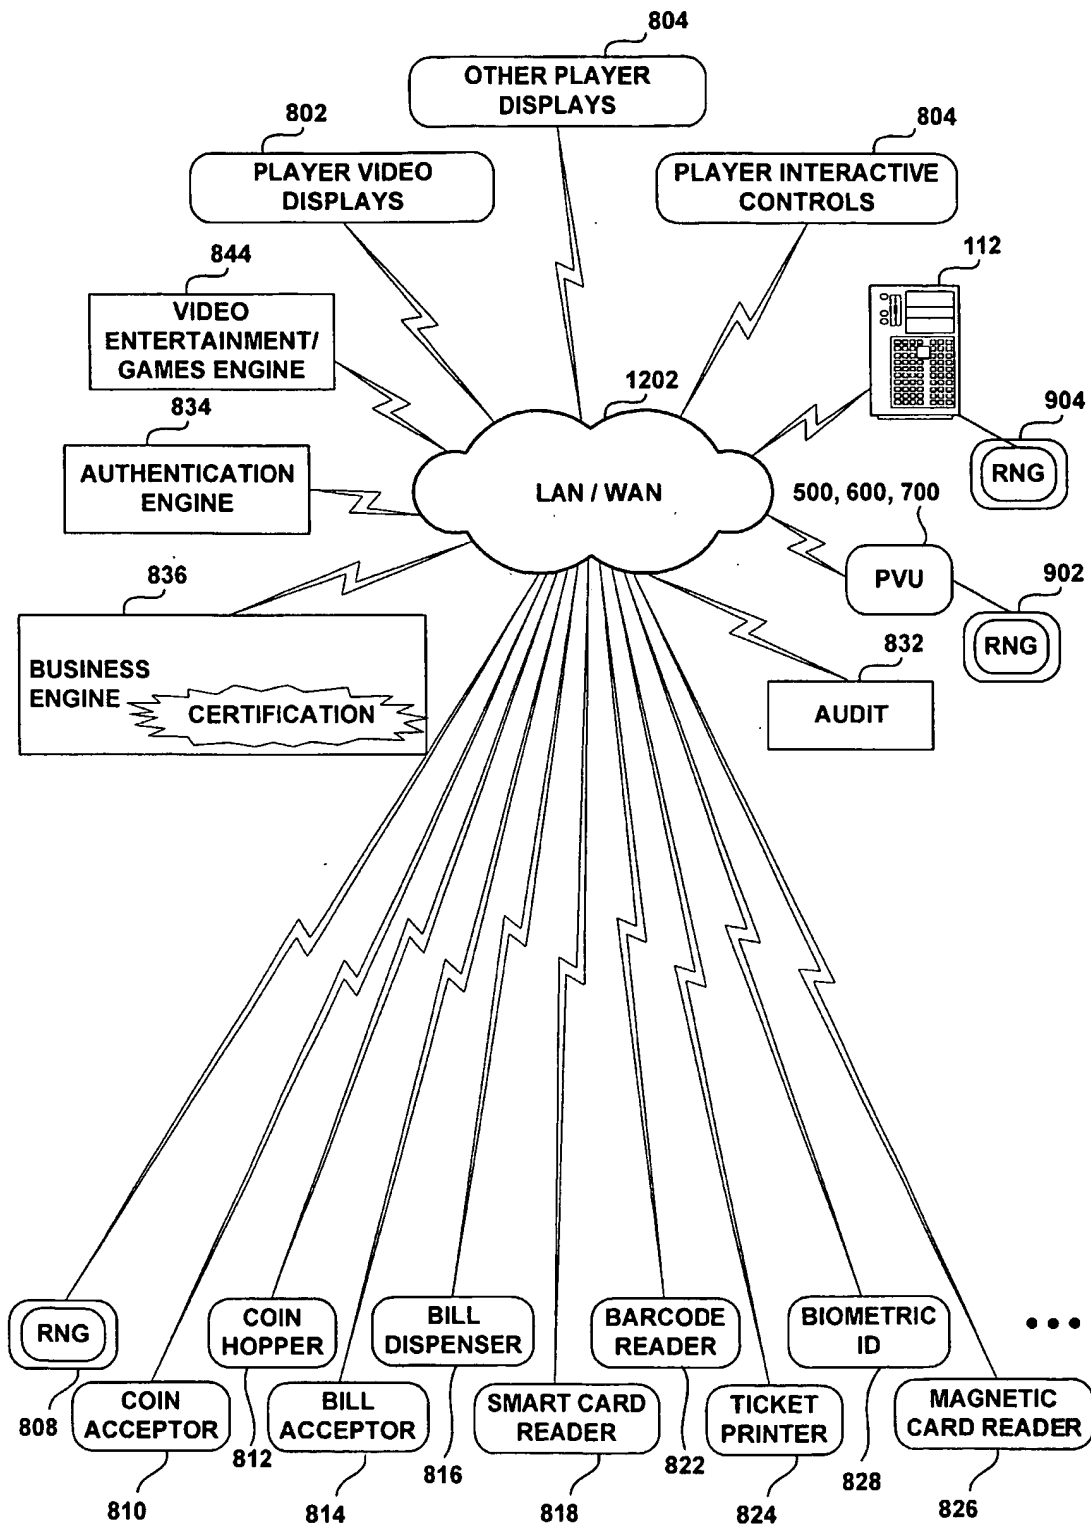 804
OTHER PLAYER
DISPLAYS
802
PLAYER VIDEO
DISPLAYS
804
PLAYER INTERACTIVE
CONTROLS
844
VIDEO
ENTERTAINMENT/
GAMES ENGINE
112
834
AUTHENTICATION
ENGINE
1202
LAN / WAN
904
RNG
500, 600, 700
PVU
902
RNG
836
BUSINESS
ENGINE
CERTIFICATION
832
AUDIT
RNG
808
COIN
ACCEPTOR
810
COIN
HOPPER
812
BILL
ACCEPTOR
814
BILL
DISPENSER
816
SMART CARD
READER
818
BARCODE
READER
822
TICKET
PRINTER
824
BIOMETRIC
ID
828
MAGNETIC
CARD READER
826